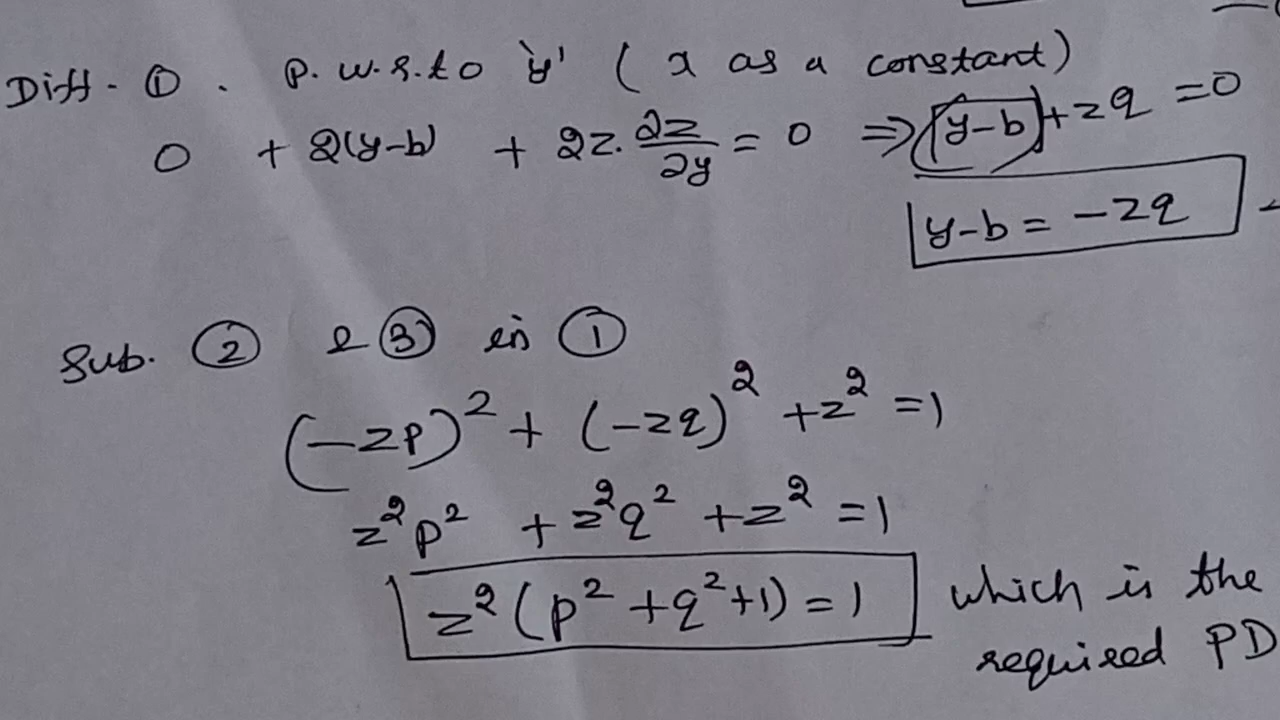 Diff. ①. p.w.r.to 'y' ( x as a constant)
0 + 2(y-b) + 2z. ∂z/∂y = 0 ⇒ (y-b)+zq =0
y-b = -zq
Sub. ② & ③ in ①
(-zp)² + (-zq)² +z² =1
z²p² + z²q² +z² =1
z²(p² +q²+1) =1 which is the
required PD